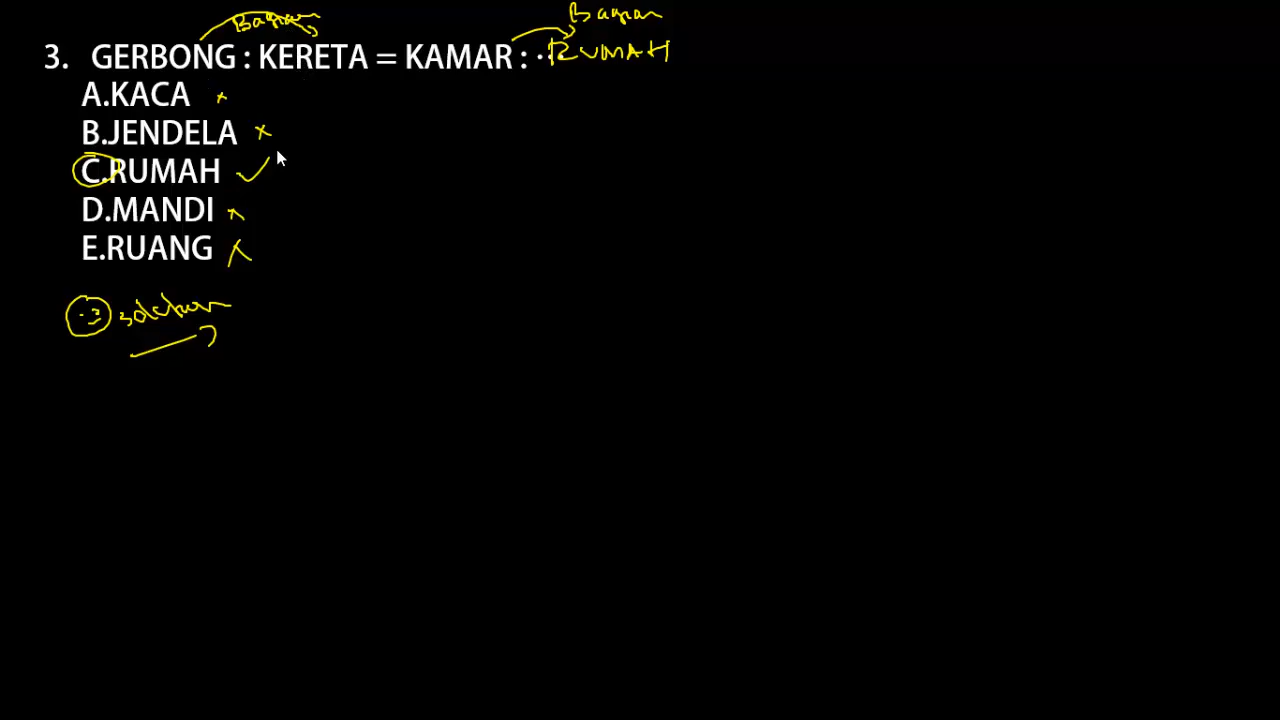 Bagian Bagian
3. GERBONG : KERETA = KAMAR : ..RUMAH
A.KACA ×
B.JENDELA ×
C.RUMAH ✓
D.MANDI ×
E.RUANG ×